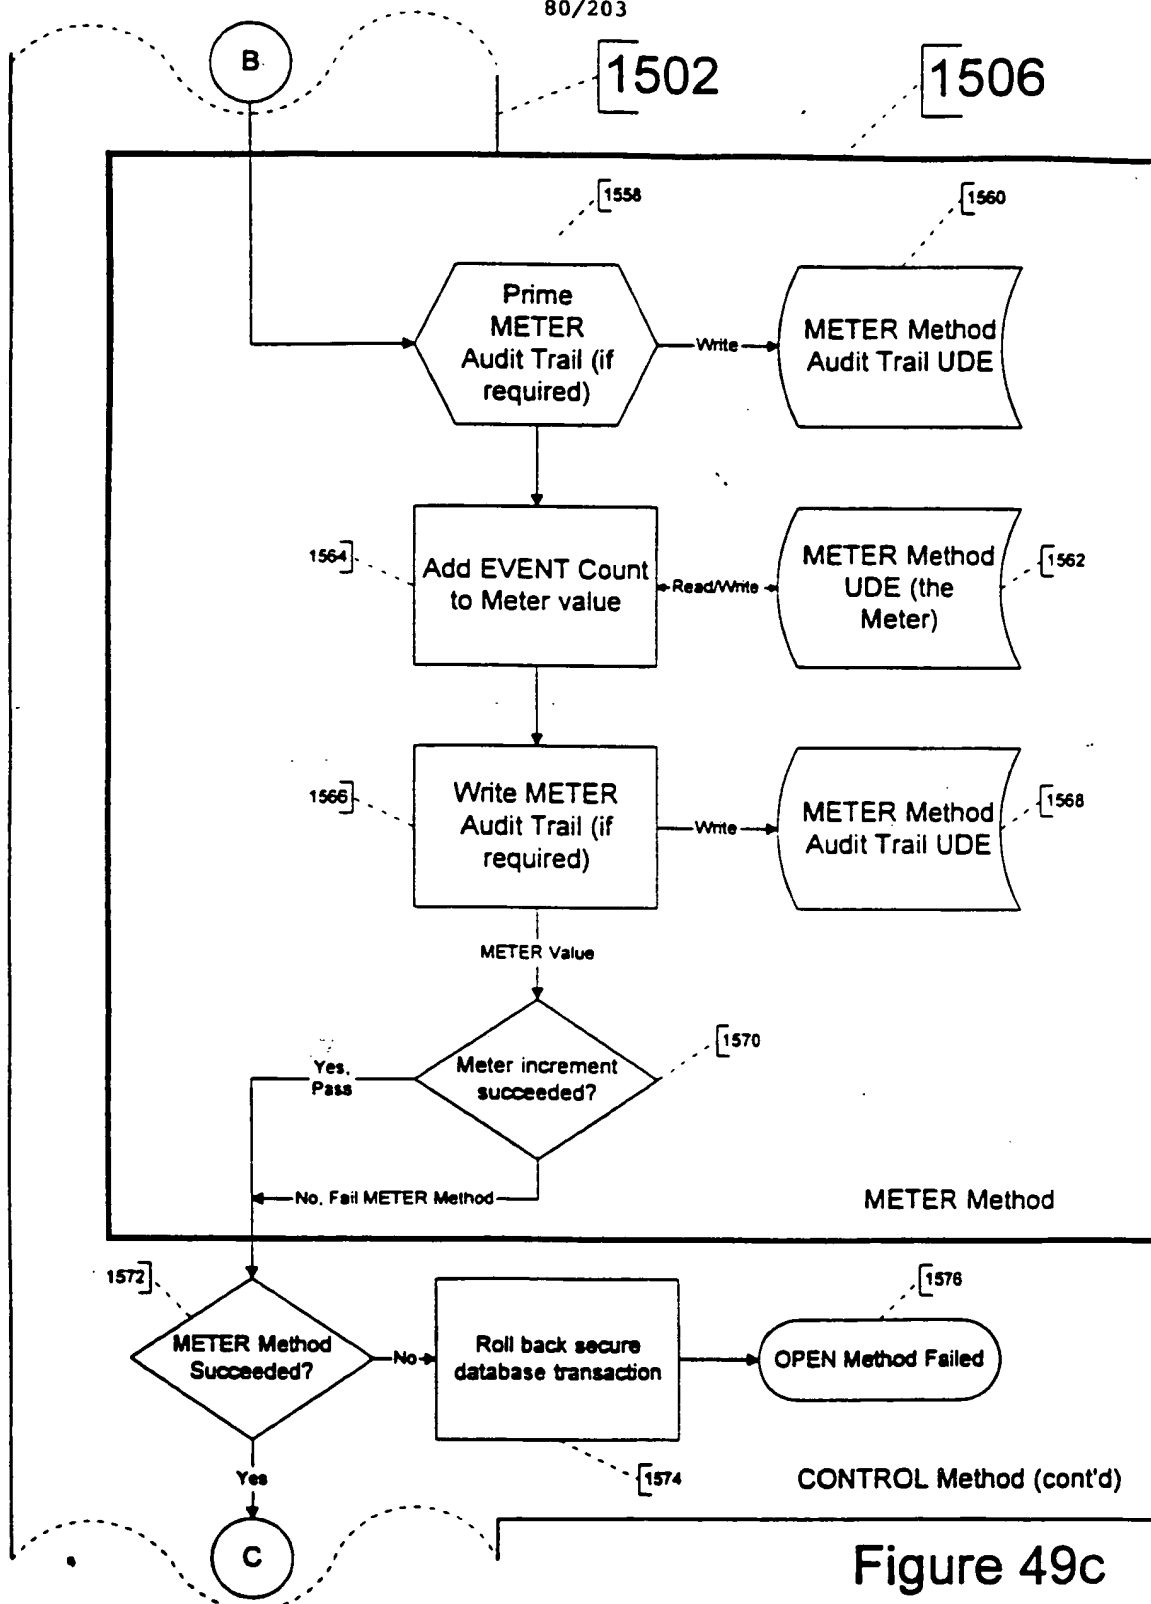 80/203
B
1502
1506
1558
1560
Prime
METER
Audit Trail (if
required)
Write
METER Method
Audit Trail UDE
1564
Add EVENT Count
to Meter value
Read/Write
METER Method
UDE (the
Meter)
1562
1566
Write METER
Audit Trail (if
required)
Write
METER Method
Audit Trail UDE
1568
METER Value
1570
Meter increment
succeeded?
Yes,
Pass
No, Fail METER Method
METER Method
1572
METER Method
Succeeded?
No
Roll back secure
database transaction
1576
OPEN Method Failed
1574
Yes
CONTROL Method (cont'd)
C
Figure 49c